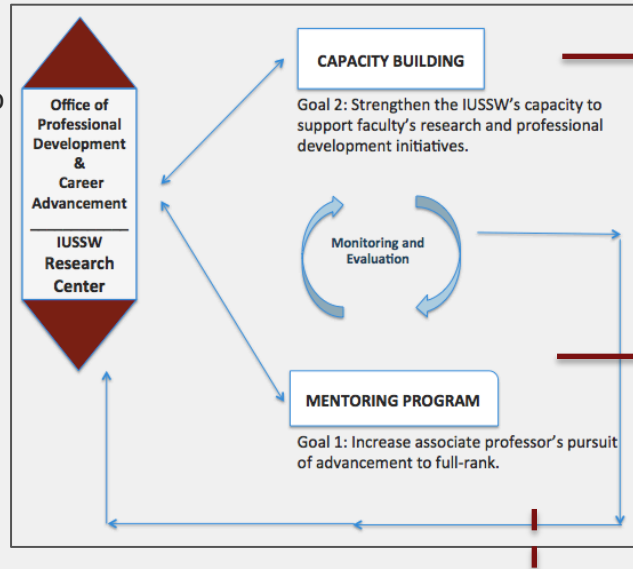 Office of
Professional
Development
&
Career
Advancement
IUSSW
Research
Center
CAPACITY BUILDING
Goal 2: Strengthen the IUSSW's capacity to
support faculty's research and professional
development initiatives.
Monitoring and
Evaluation
MENTORING PROGRAM
Goal 1: Increase associate professor's pursuit
of advancement to full-rank.